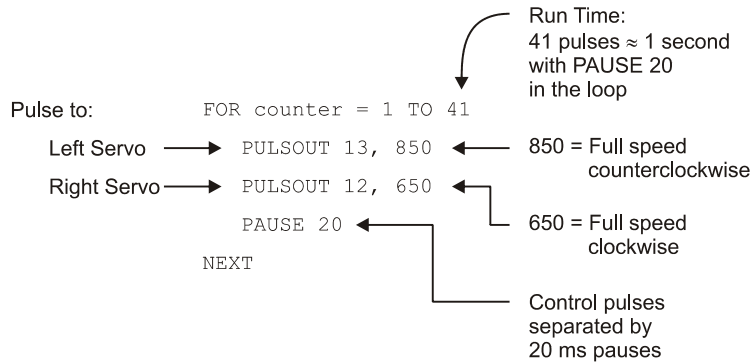 Run Time:
41 pulses ≈ 1 second
with PAUSE 20
in the loop
Pulse to:
FOR counter = 1 TO 41
Left Servo
PULSOUT 13, 850
850 = Full speed
counterclockwise
Right Servo
PULSOUT 12, 650
650 = Full speed
clockwise
PAUSE 20
NEXT
Control pulses
separated by
20 ms pauses